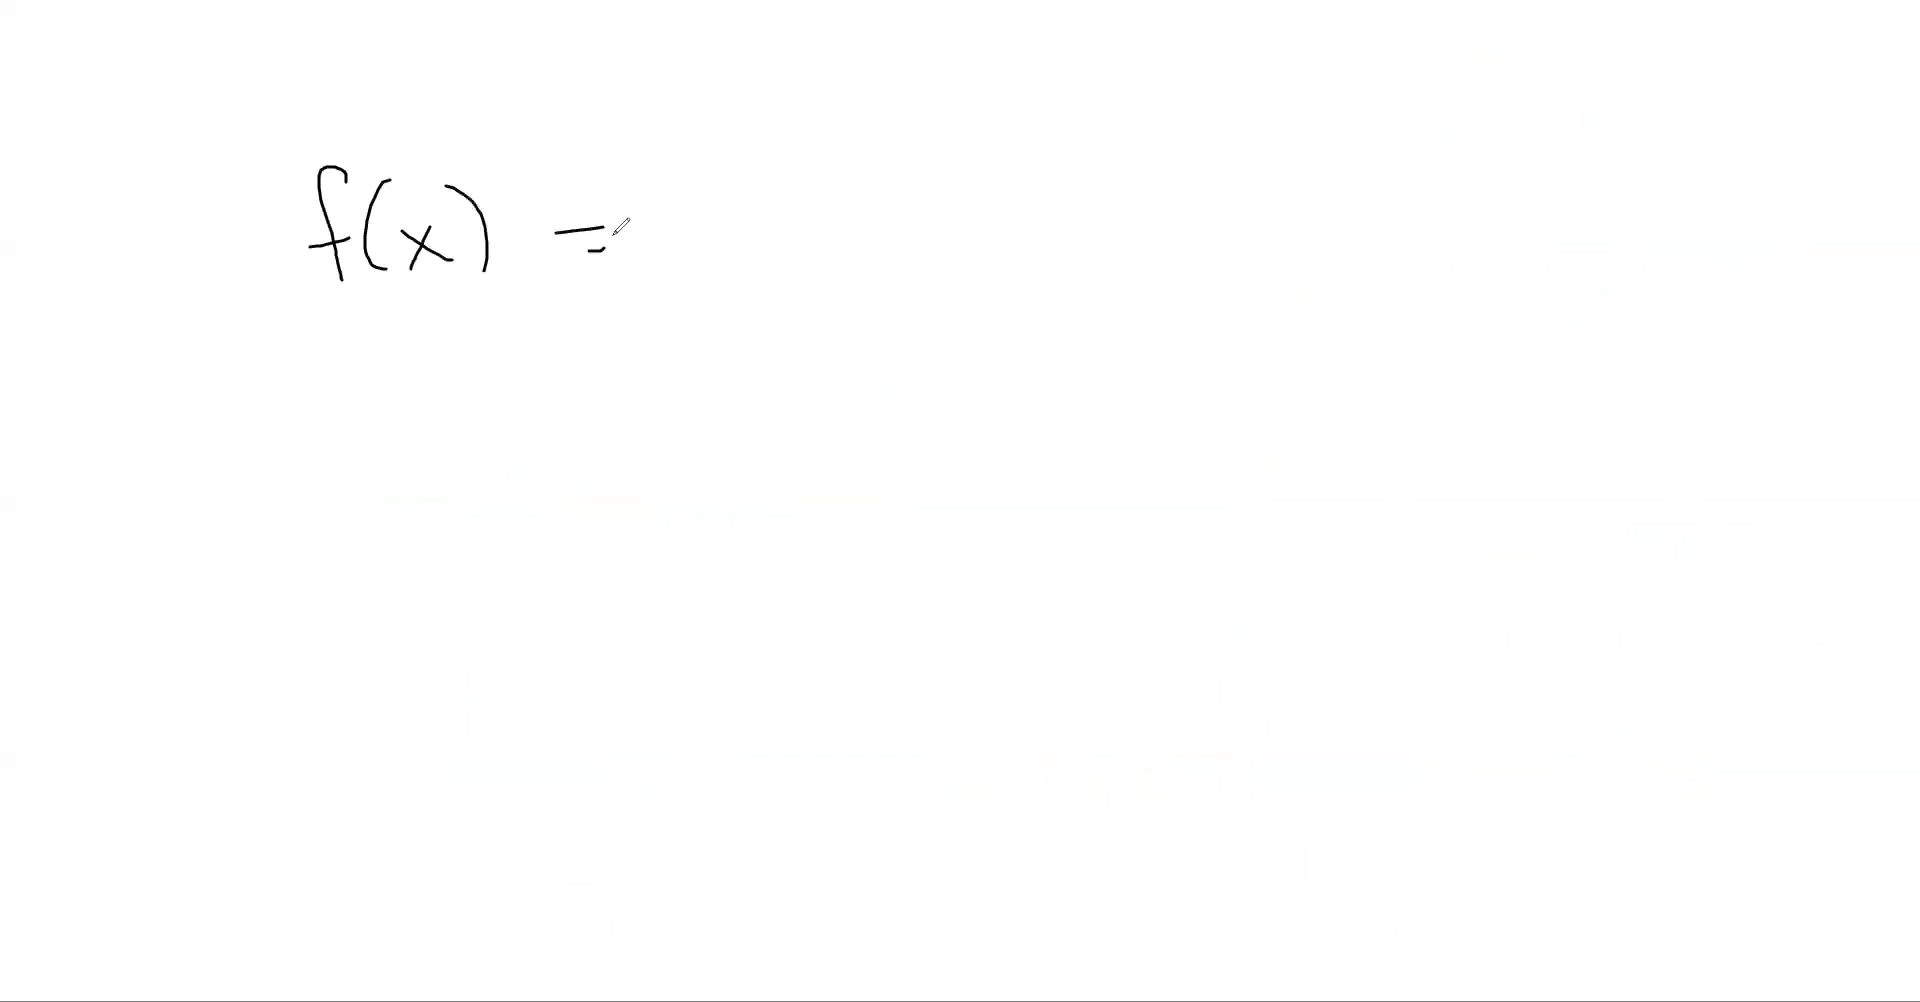 f(x) =